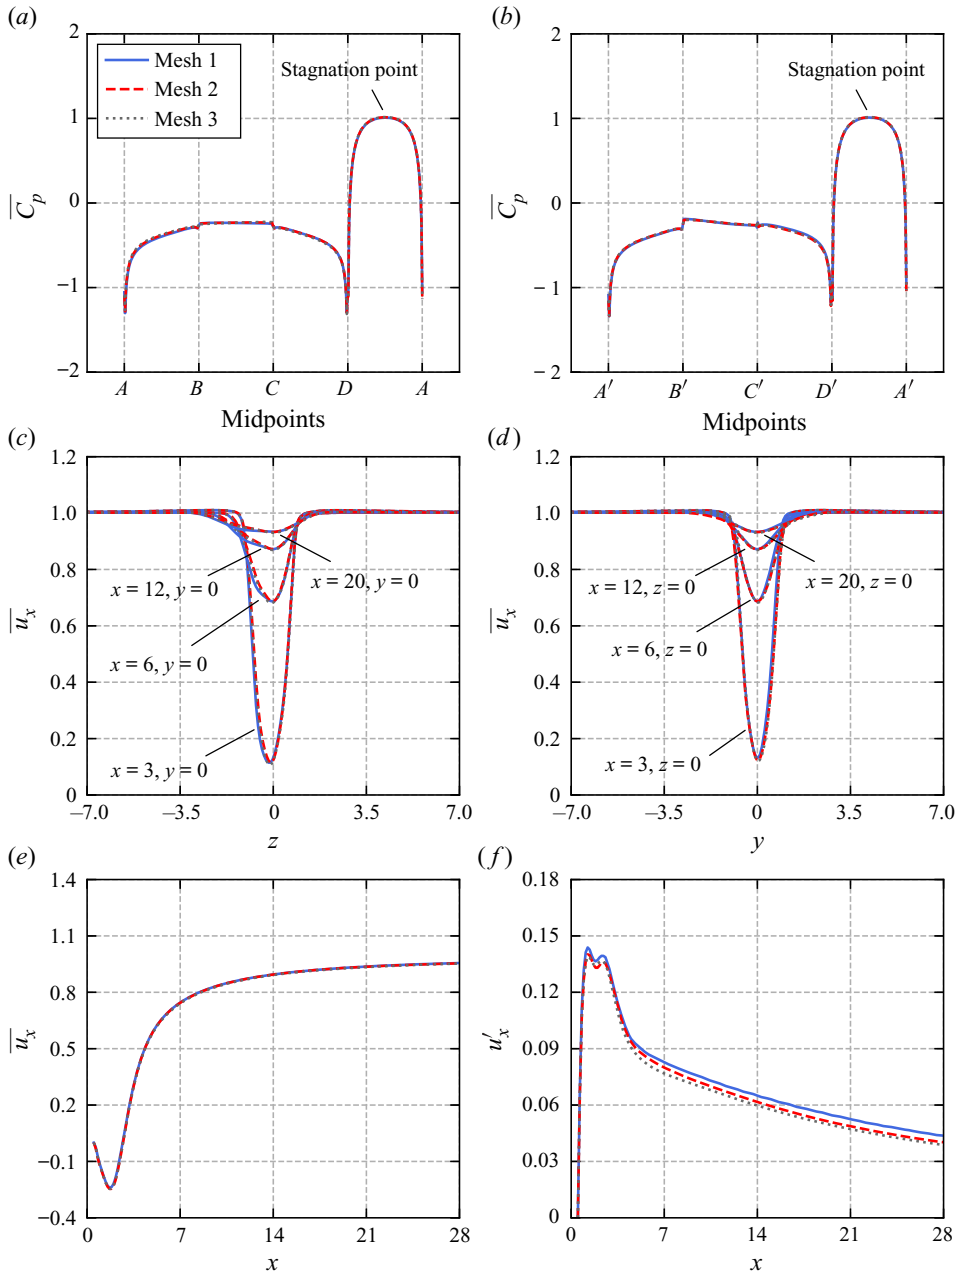 (a)
2
1
0
−1
−2
C̅p
Mesh 1
Mesh 2
Mesh 3
Stagnation point
A B C D A
Midpoints
(b)
2
1
0
−1
−2
C̅p
Stagnation point
A′ B′ C′ D′ A′
Midpoints
(c)
1.2
1.0
0.8
0.6
0.4
0.2
0
u̅x
x = 12, y = 0
x = 20, y = 0
x = 6, y = 0
x = 3, y = 0
−7.0 −3.5 0 3.5 7.0
z
(d)
1.2
1.0
0.8
0.6
0.4
0.2
0
u̅x
x = 12, z = 0
x = 20, z = 0
x = 6, z = 0
x = 3, z = 0
−7.0 −3.5 0 3.5 7.0
y
(e)
1.4
1.1
0.8
0.5
0.2
−0.1
−0.4
u̅x
0 7 14 21 28
x
(f)
0.18
0.15
0.12
0.09
0.06
0.03
0
u′x
0 7 14 21 28
x